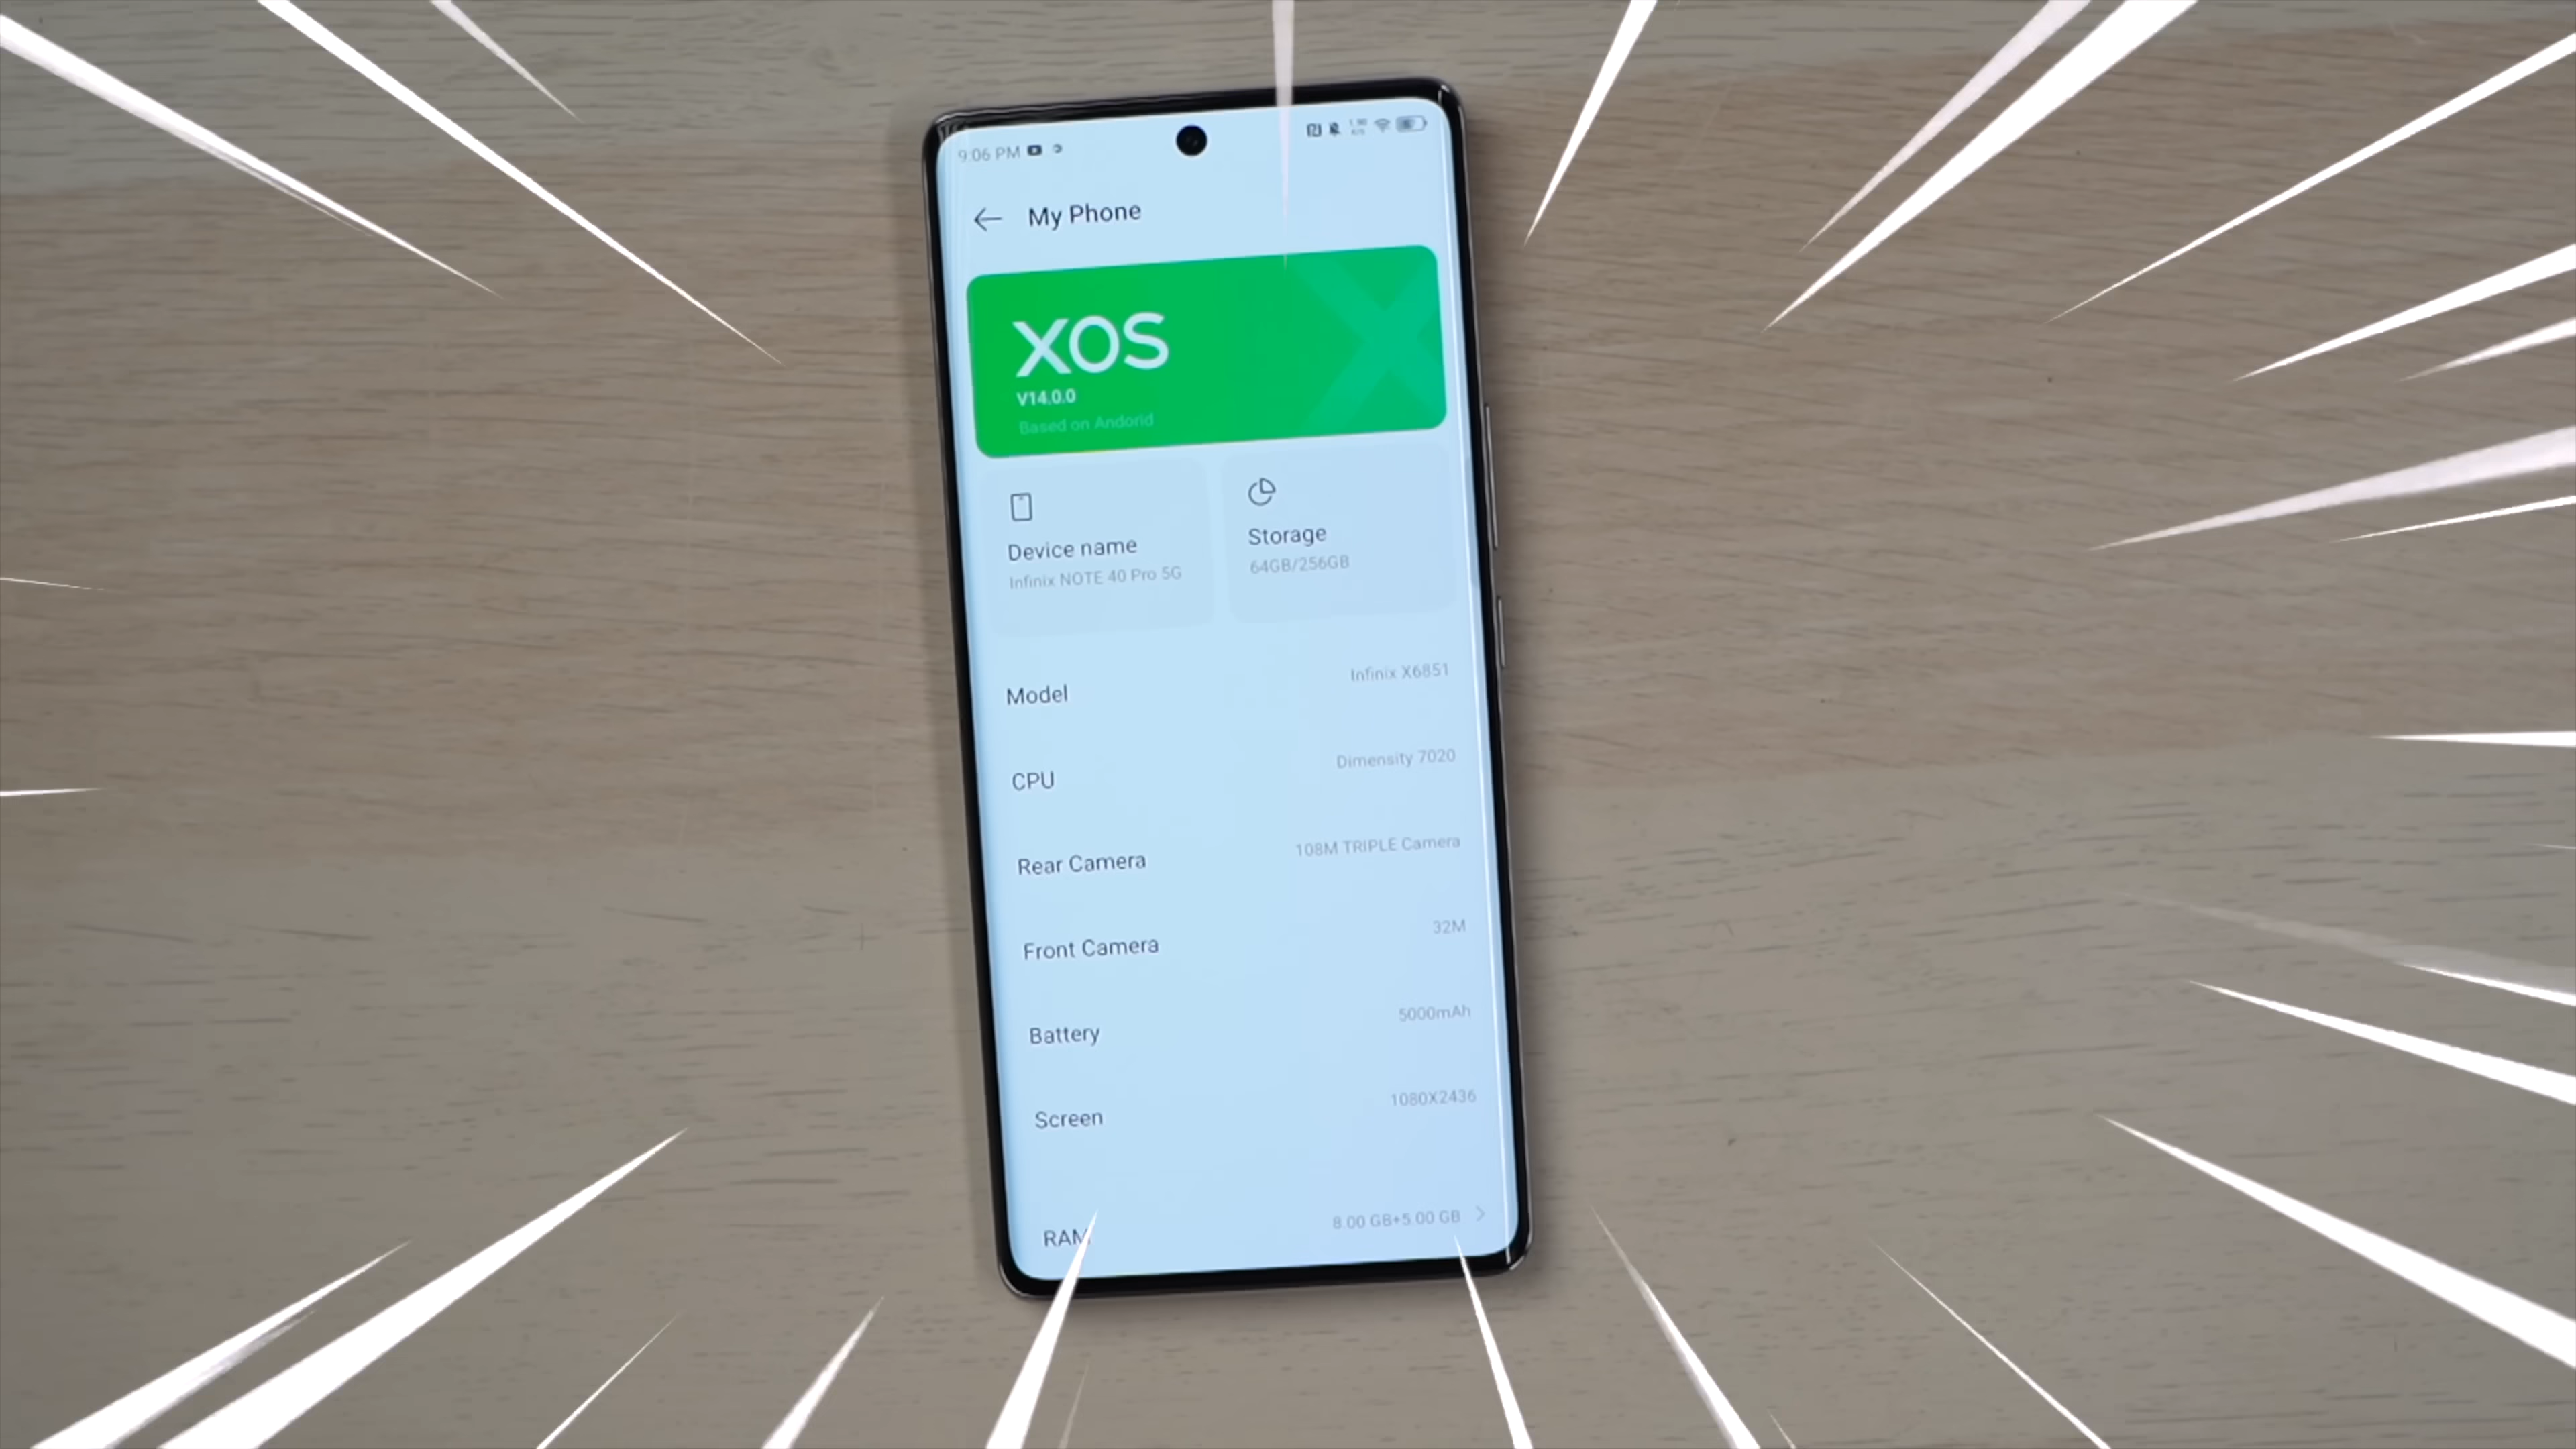 9:06 PM
My Phone
XOS
V14.0.0
Based on Andorid
Device name
Infinix NOTE 40 Pro 5G
Storage
64GB/256GB
Model
Infinix X6851
CPU
Dimensity 7020
Rear Camera
108M TRIPLE Camera
Front Camera
32M
Battery
5000mAh
Screen
1080X2436
RAM
8.00 GB+5.00 GB